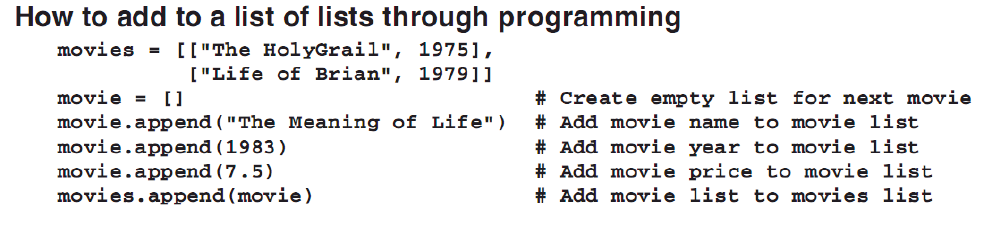 How to add to a list of lists through programming
movies = [["The HolyGrail", 1975],
["Life of Brian", 1979]]
movie = [] # Create empty list for next movie
movie.append("The Meaning of Life") # Add movie name to movie list
movie.append(1983) # Add movie year to movie list
movie.append(7.5) # Add movie price to movie list
movies.append(movie) # Add movie list to movies list